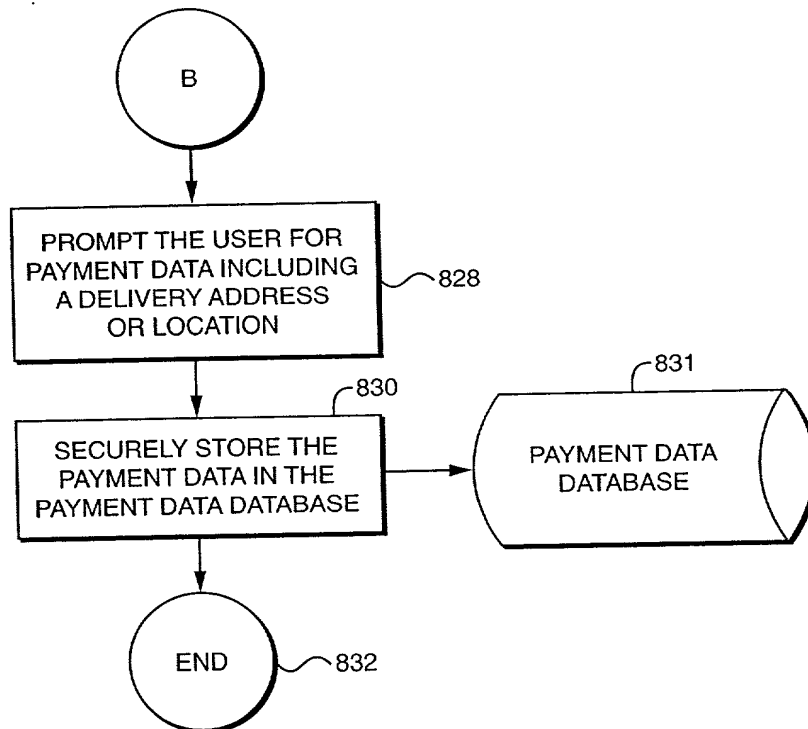 B
PROMPT THE USER FOR
PAYMENT DATA INCLUDING
A DELIVERY ADDRESS
OR LOCATION
828
830
SECURELY STORE THE
PAYMENT DATA IN THE
PAYMENT DATA DATABASE
831
PAYMENT DATA
DATABASE
END
832